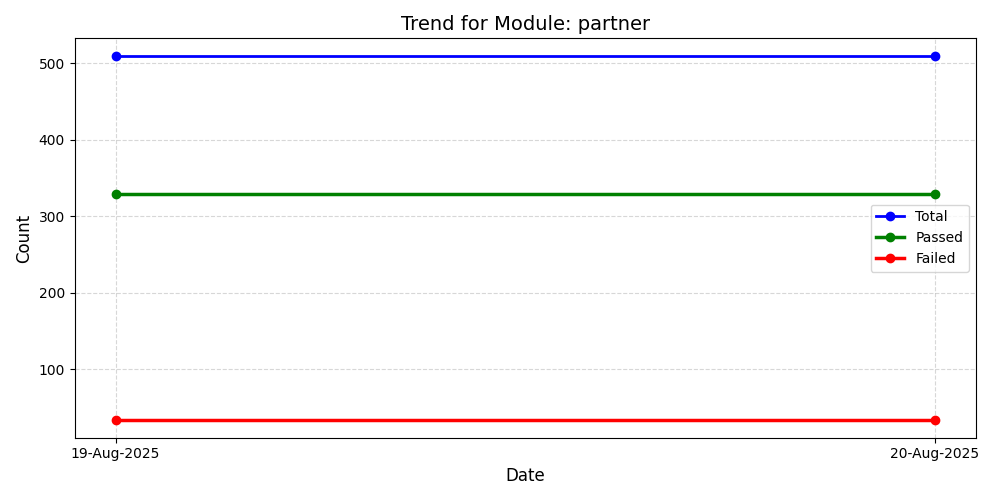 Trend for Module: partner
500
400
300
200
100
Count
Total
Passed
Failed
19-Aug-2025
20-Aug-2025
Date